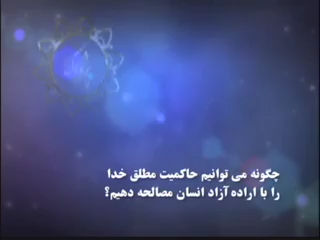 چگونه می توانیم حاکمیت مطلق خدا
را با اراده آزاد انسان مصالحه دهیم؟